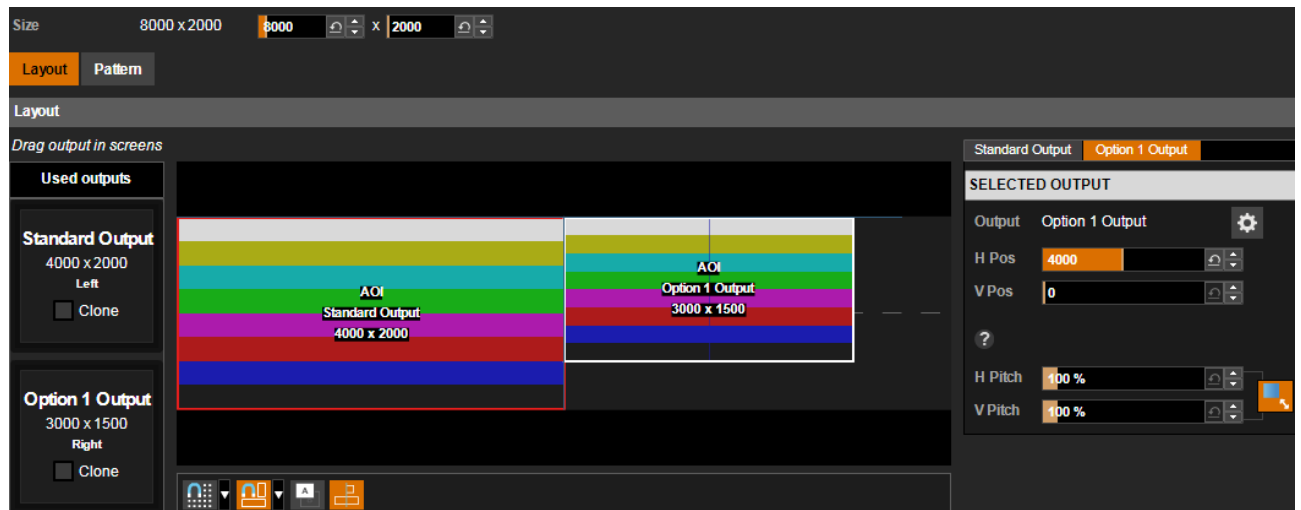 Size 8000 x 2000 8000 x 2000
Layout Pattern
Layout
Drag output in screens
Used outputs
Standard Output
4000 x 2000
Left
Clone
Option 1 Output
3000 x 1500
Right
Clone
AOI
Standard Output
4000 x 2000
AOI
Option 1 Output
3000 x 1500
A
Standard Output Option 1 Output
SELECTED OUTPUT
Output Option 1 Output
H Pos 4000
V Pos 0
?
H Pitch 100 %
V Pitch 100 %